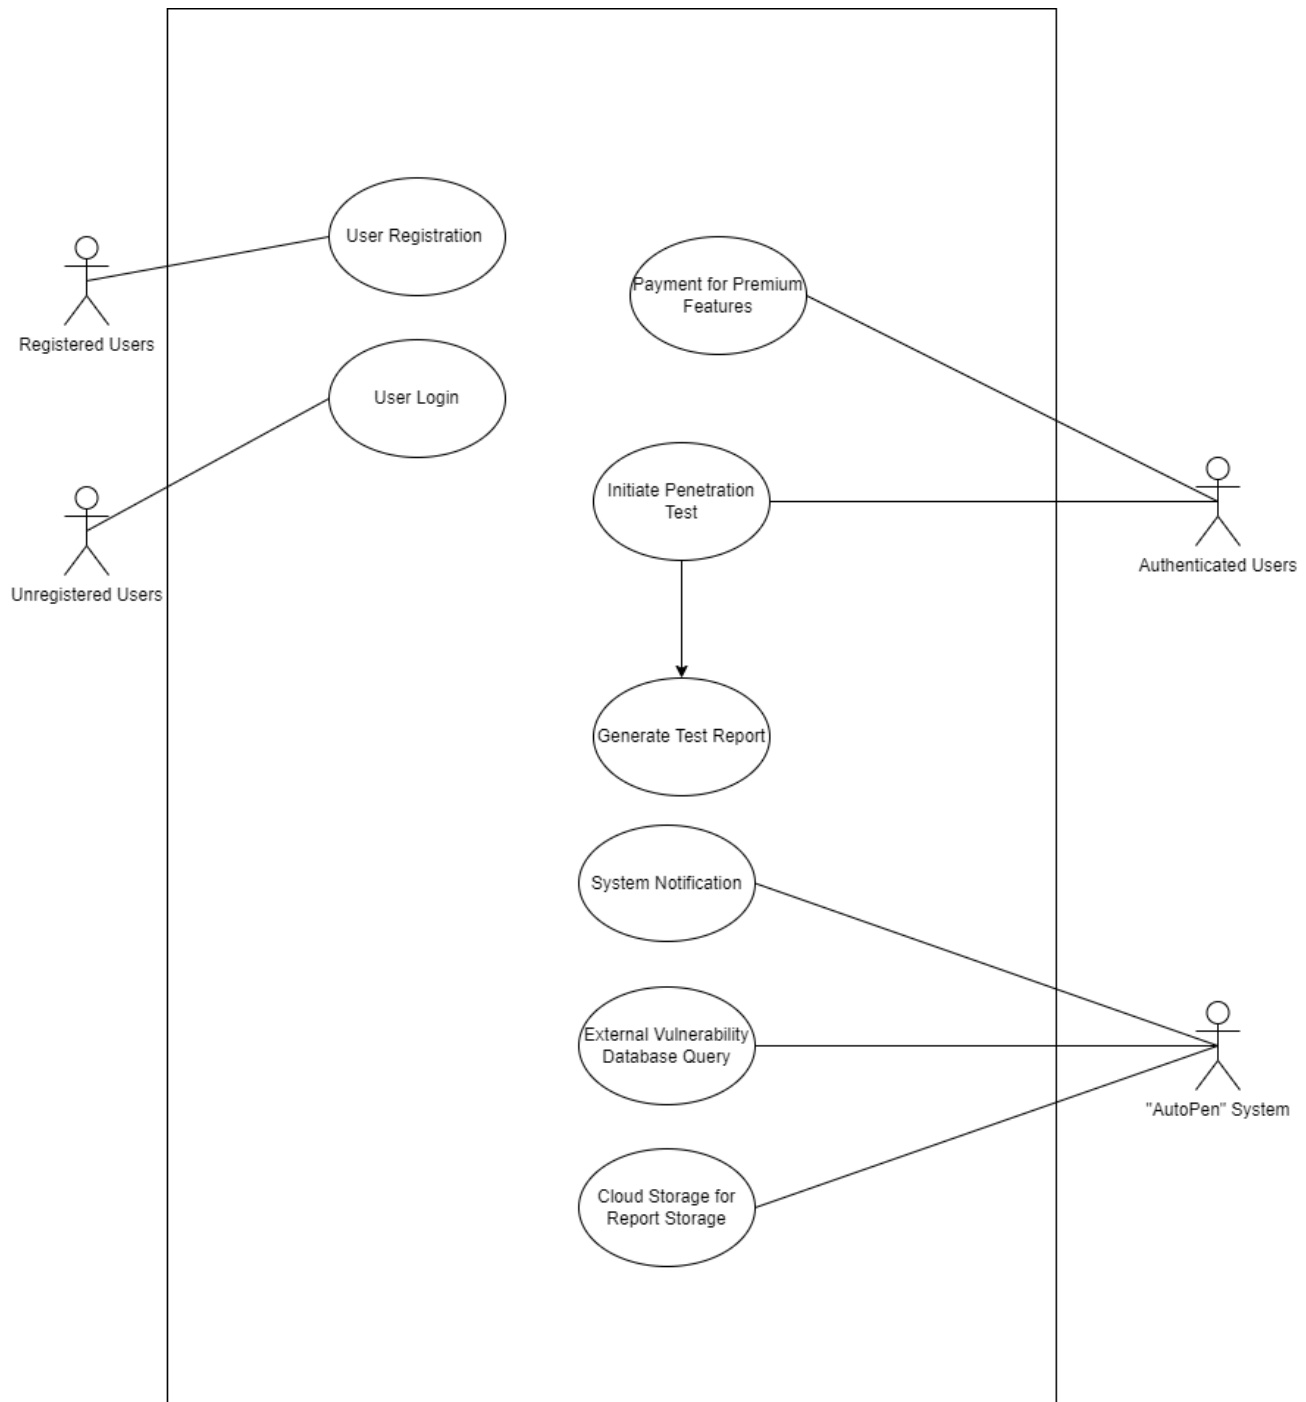 User Registration
Payment for Premium
Features
Registered Users
User Login
Initiate Penetration
Test
Authenticated Users
Unregistered Users
Generate Test Report
System Notification
External Vulnerability
Database Query
"AutoPen" System
Cloud Storage for
Report Storage